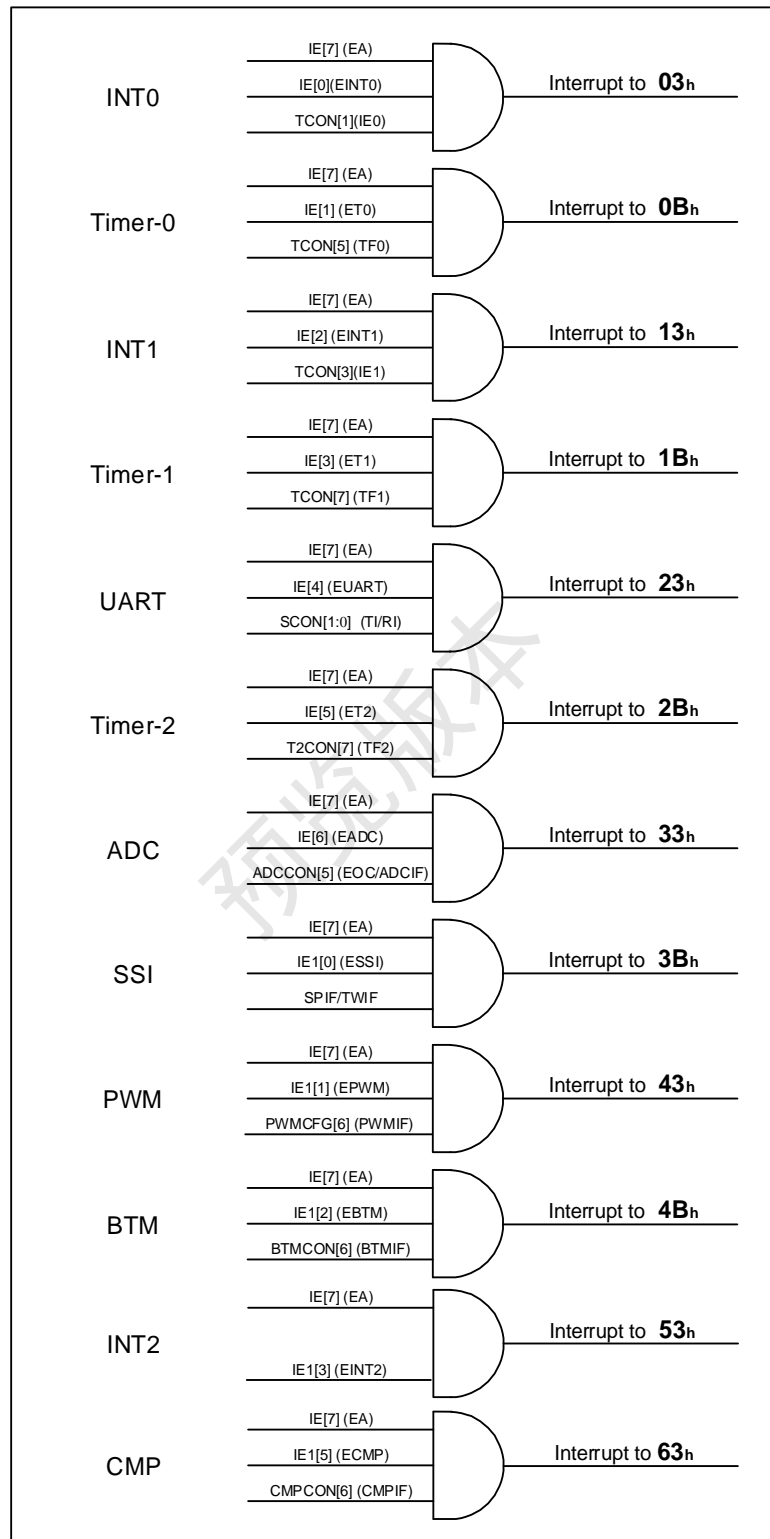 IE[7] (EA)
INT0
IE[0](EINT0)
Interrupt to 03h
TCON[1](IE0)
IE[7] (EA)
Timer-0
IE[1] (ET0)
Interrupt to 0Bh
TCON[5] (TF0)
IE[7] (EA)
INT1
IE[2] (EINT1)
Interrupt to 13h
TCON[3](IE1)
IE[7] (EA)
Timer-1
IE[3] (ET1)
Interrupt to 1Bh
TCON[7] (TF1)
IE[7] (EA)
UART
IE[4] (EUART)
Interrupt to 23h
SCON[1:0] (TI/RI)
IE[7] (EA)
Timer-2
IE[5] (ET2)
Interrupt to 2Bh
T2CON[7] (TF2)
IE[7] (EA)
ADC
IE[6] (EADC)
Interrupt to 33h
ADCCON[5] (EOC/ADCIF)
预览版本
IE[7] (EA)
SSI
IE1[0] (ESSI)
Interrupt to 3Bh
SPIF/TWIF
IE[7] (EA)
PWM
IE1[1] (EPWM)
Interrupt to 43h
PWMCFG[6] (PWMIF)
IE[7] (EA)
BTM
IE1[2] (EBTM)
Interrupt to 4Bh
BTMCON[6] (BTMIF)
IE[7] (EA)
INT2
Interrupt to 53h
IE1[3] (EINT2)
IE[7] (EA)
CMP
IE1[5] (ECMP)
Interrupt to 63h
CMPCON[6] (CMPIF)